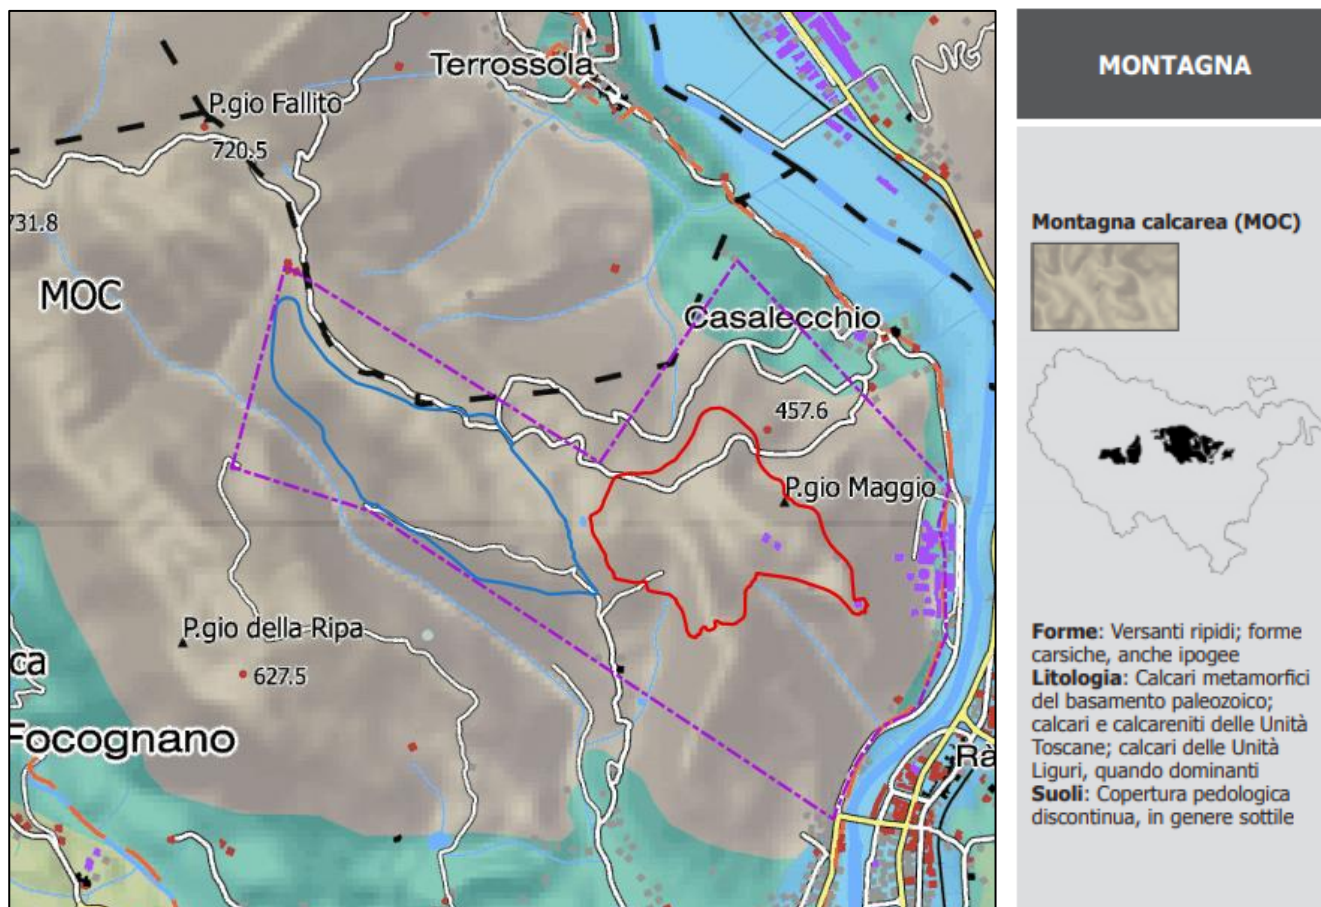 Terrossola
P.gio Fallito
720.5
731.8
MOC
Casalecchio
457.6
P.gio Maggio
P.gio della Ripa
627.5
ca
Focognano
Rà
MONTAGNA
Montagna calcarea (MOC)
Forme: Versanti ripidi; forme
carsiche, anche ipogee
Litologia: Calcari metamorfici
del basamento paleozoico;
calcari e calcareniti delle Unità
Toscane; calcari delle Unità
Liguri, quando dominanti
Suoli: Copertura pedologica
discontinua, in genere sottile